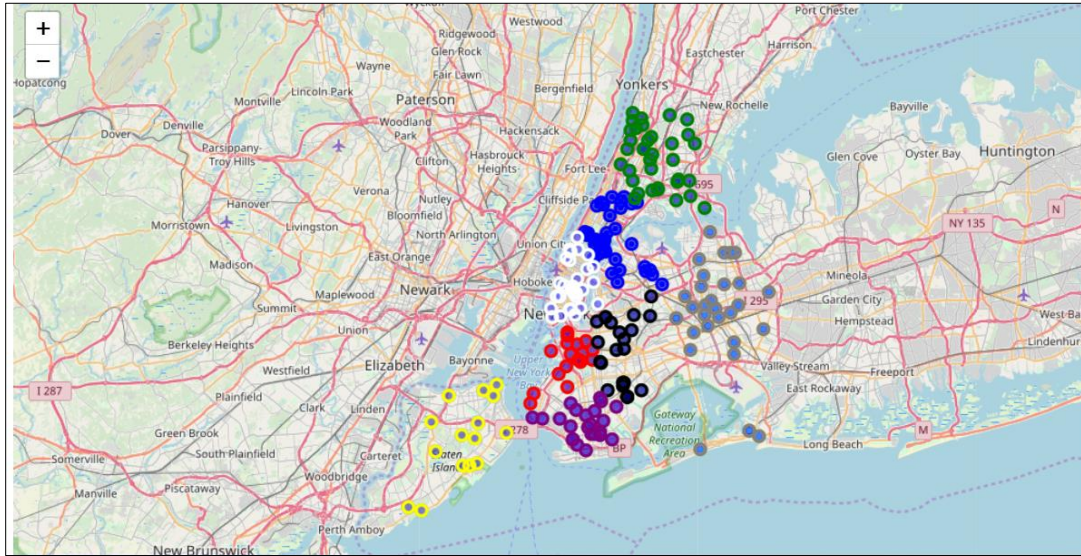 +
−
Hopatcong
Dover
Denville
Montville
Lincoln Park
Wayne
Paterson
Westwood
Ridgewood
Glen Rock
Fair Lawn
Bergenfield
Yonkers
Eastchester
Harrison
Port Chester
New Rochelle
Bayville
Glen Cove
Oyster Bay
Huntington
Parsippany-
Troy Hills
Woodland
Park
Hackensack
Hasbrouck
Heights
Fort Lee
Clifton
695
Hanover
Verona
Nutley
Cliffside
Bloomfield
Morristown
Livingston
North Arlington
Union City
NY 135
N
Madison
East Orange
Newark
Mineola
Summit
Maplewood
Hoboke
I 295
Garden City
Hempstead
Berkeley Heights
Union
New
Elizabeth
Bayonne
Upper
New York
Bay
Valley Stream
Freeport
Lindenhu
West Ba
East Rockaway
I 287
Westfield
Plainfield
Clark
Linden
Gateway
National
Recreation
Area
Green Brook
278
M
Long Beach
Somerville
South Plainfield
Carteret
Staten
Island
BP
Woodbridge
Piscataway
Manville
Perth Amboy
New Brunswick